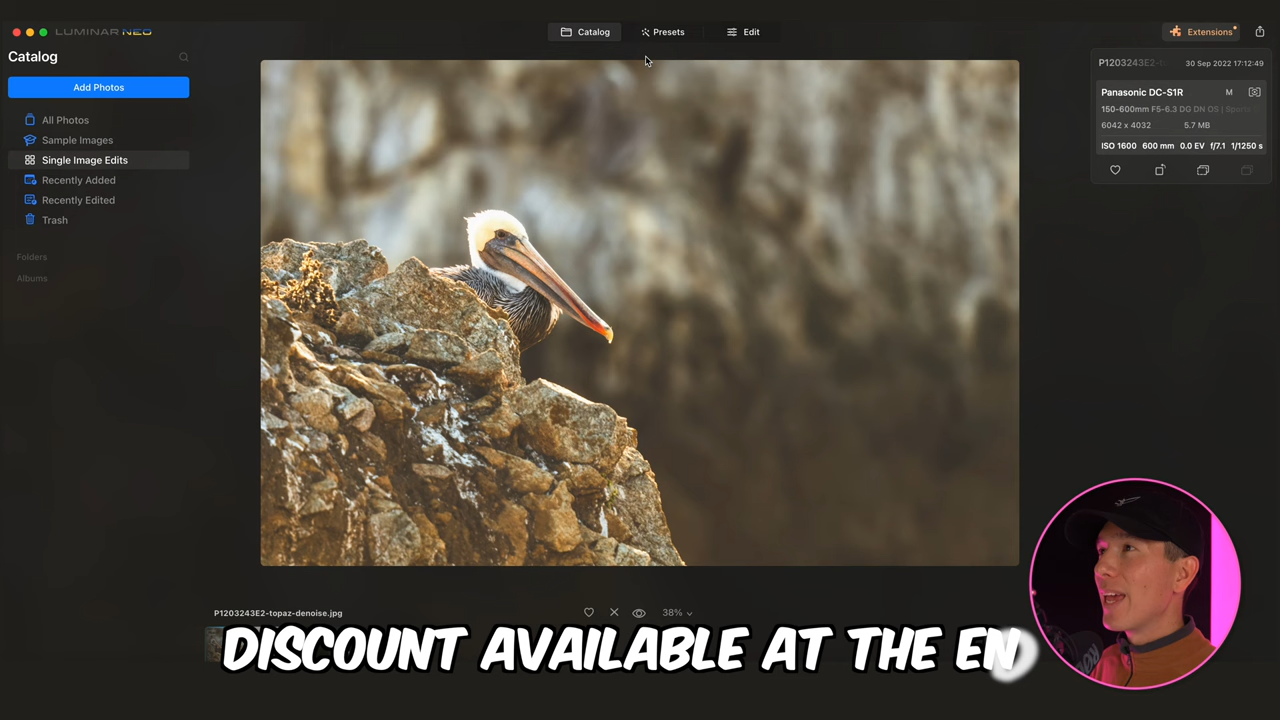 LUMINAR NEO
Catalog
Presets
Edit
Extensions
Catalog
Add Photos
All Photos
Sample Images
Single Image Edits
Recently Added
Recently Edited
Trash
Folders
Albums
P1203243E2-t
30 Sep 2022 17:12:49
Panasonic DC-S1R
M
150-600mm F5-6.3 DG DN OS | Sports
6042 x 4032
5.7 MB
ISO 1600
600 mm
0.0 EV
f/7.1
1/1250 s
P1203243E2-topaz-denoise.jpg
38%
DISCOUNT AVAILABLE AT THE EN